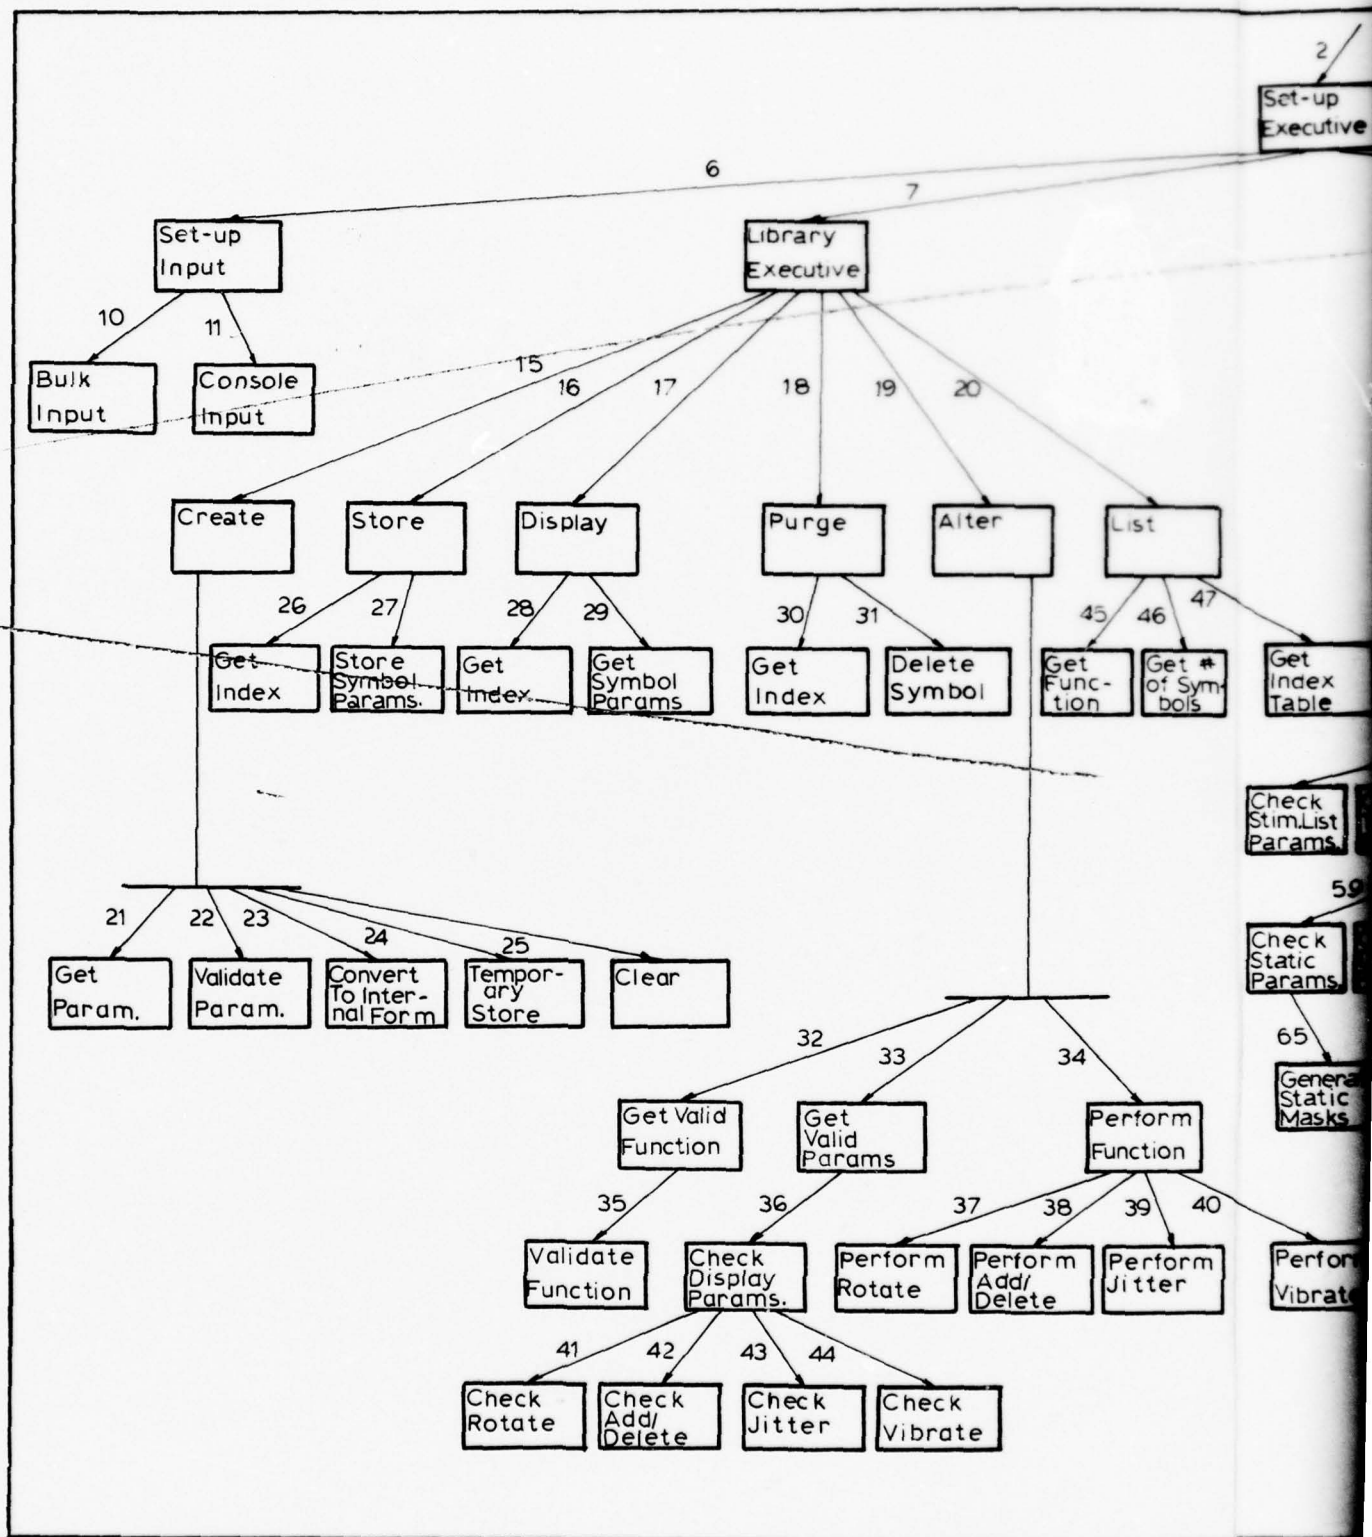 2
Set-up
Executive
6
7
Set-up
Input
Library
Executive
10
11
15
16
17
18
19
20
Bulk
Input
Console
Input
Create
Store
Display
Purge
Alter
List
26
27
28
29
30
31
45
46
47
Get
Index
Store
Symbol
Params.
Get
Index
Get
Symbol
Params
Get
Index
Delete
Symbol
Get
Func-
tion
Get #
of Sym-
bols
Get
Index
Table
Check
Stim.List
Params.
59
21
22
23
24
25
Check
Static
Params.
Get
Param.
Validate
Param.
Convert
To Inter-
nal Form
Tempor-
ary
Store
Clear
32
33
34
65
Static
Masks
Get Valid
Function
Get
Valid
Params
Perform
Function
35
36
37
38
39
40
Validate
Function
Check
Display
Params.
Perform
Rotate
Perform
Add/
Delete
Perform
Jitter
Vibrate
41
42
43
44
Check
Rotate
Check
Add/
Delete
Check
Jitter
Check
Vibrate